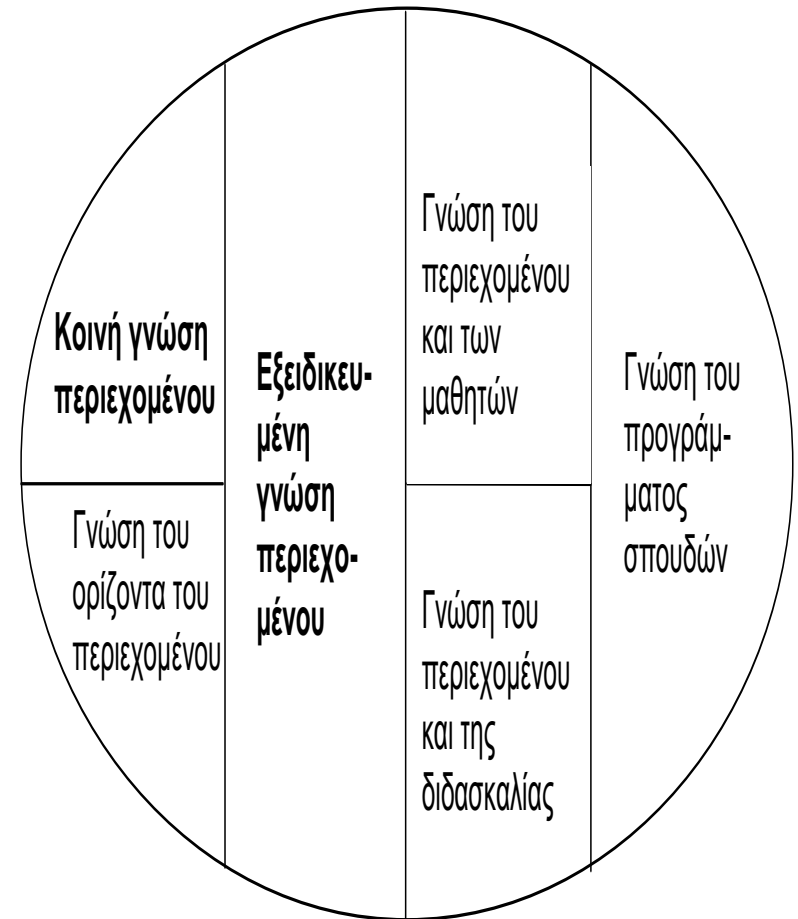 Κοινή γνώση
περιεχομένου
Γνώση του
ορίζοντα του
περιεχομένου
Εξειδικευ-
μένη
γνώση
περιεχο-
μένου
Γνώση του
περιεχομένου
και των
μαθητών
Γνώση του
περιεχομένου
και της
διδασκαλίας
Γνώση του
προγράμ-
ματος
σπουδών